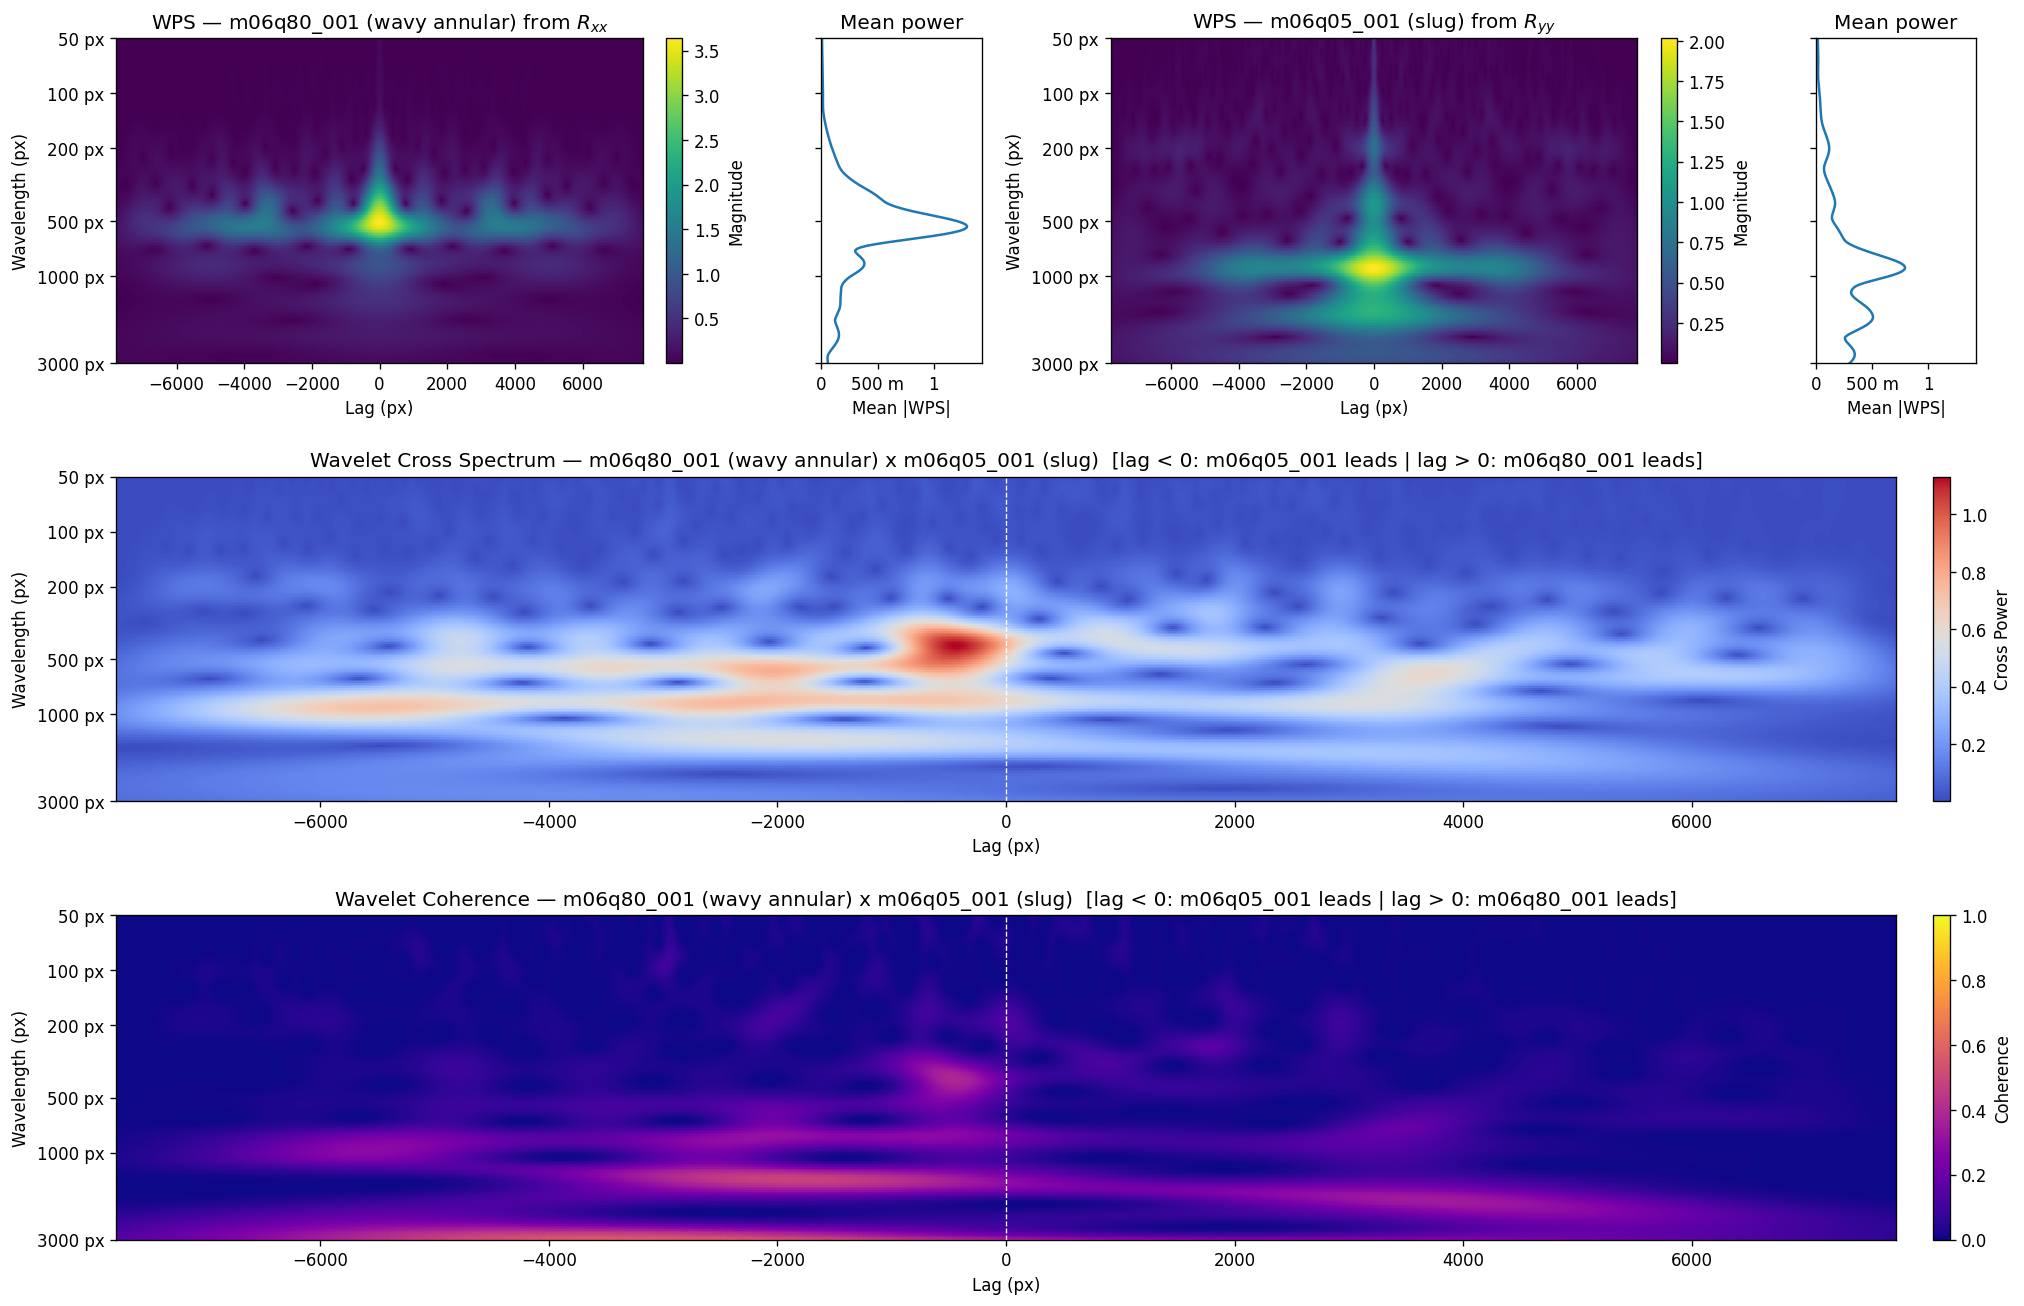 WPS — m06q80_001 (wavy annular) from Rxx
Mean power
WPS — m06q05_001 (slug) from Ryy
Mean power
50 px
100 px
200 px
500 px
1000 px
3000 px
Wavelength (px)
−6000 −4000 −2000 0 2000 4000 6000
Lag (px)
3.5
3.0
2.5
2.0
1.5
1.0
0.5
Magnitude
0 500 m 1
Mean |WPS|
50 px
100 px
200 px
500 px
1000 px
3000 px
Wavelength (px)
−6000 −4000 −2000 0 2000 4000 6000
Lag (px)
2.00
1.75
1.50
1.25
1.00
0.75
0.50
0.25
Magnitude
0 500 m 1
Mean |WPS|
Wavelet Cross Spectrum — m06q80_001 (wavy annular) x m06q05_001 (slug) [lag < 0: m06q05_001 leads | lag > 0: m06q80_001 leads]
50 px
100 px
200 px
500 px
1000 px
3000 px
Wavelength (px)
−6000 −4000 −2000 0 2000 4000 6000
Lag (px)
1.0
0.8
0.6
0.4
0.2
Cross Power
Wavelet Coherence — m06q80_001 (wavy annular) x m06q05_001 (slug) [lag < 0: m06q05_001 leads | lag > 0: m06q80_001 leads]
50 px
100 px
200 px
500 px
1000 px
3000 px
Wavelength (px)
−6000 −4000 −2000 0 2000 4000 6000
Lag (px)
1.0
0.8
0.6
0.4
0.2
0.0
Coherence